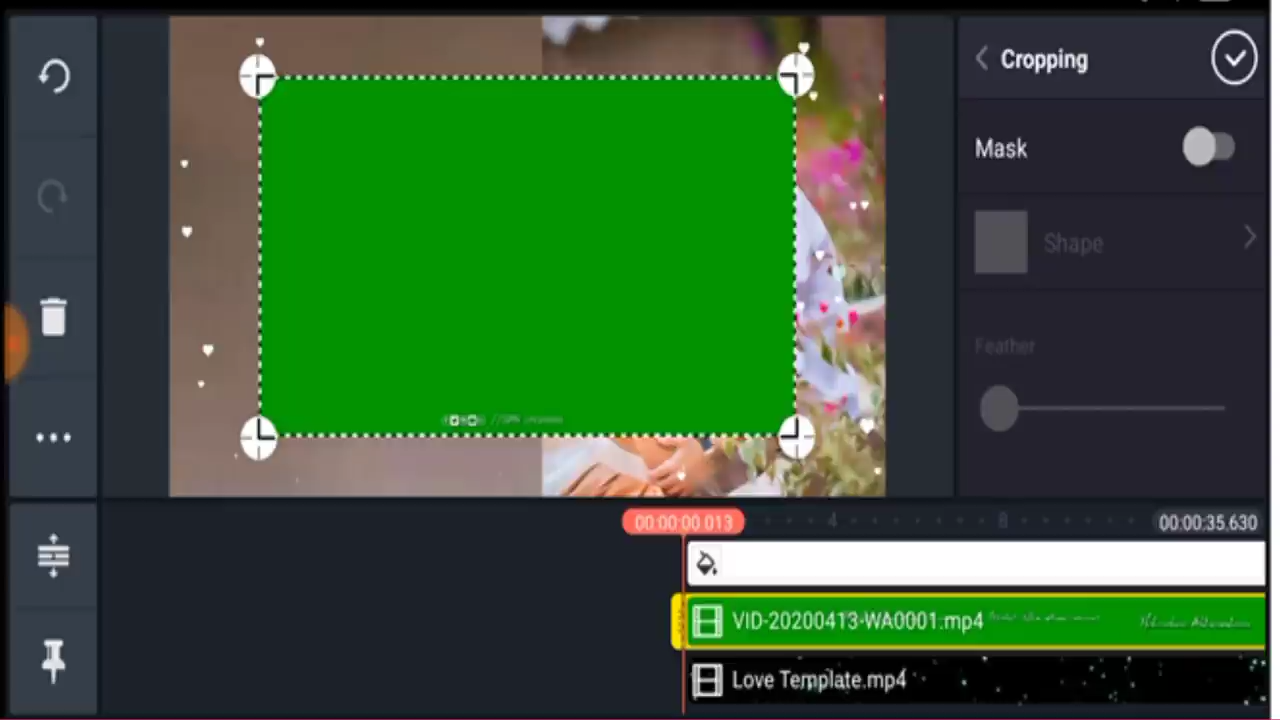 Cropping
Mask
Shape
Feather
00:00:00.013
4
8
00:00:35.630
VID-20200413-WA0001.mp4
Love Template.mp4